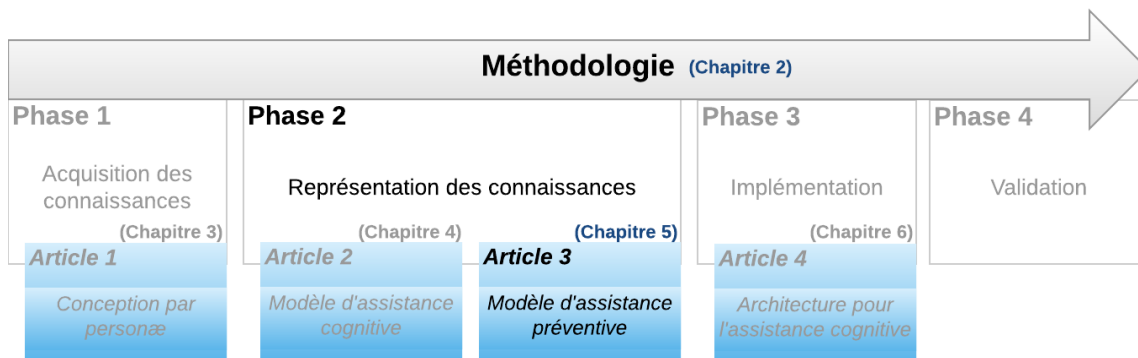 Méthodologie (Chapitre 2)
Phase 1
Acquisition des
connaissances
(Chapitre 3)
Article 1
Conception par
personæ
Phase 2
Représentation des connaissances
(Chapitre 4)
Article 2
Modèle d'assistance
cognitive
(Chapitre 5)
Article 3
Modèle d'assistance
préventive
Phase 3
Implémentation
(Chapitre 6)
Article 4
Architecture pour
l'assistance cognitive
Phase 4
Validation